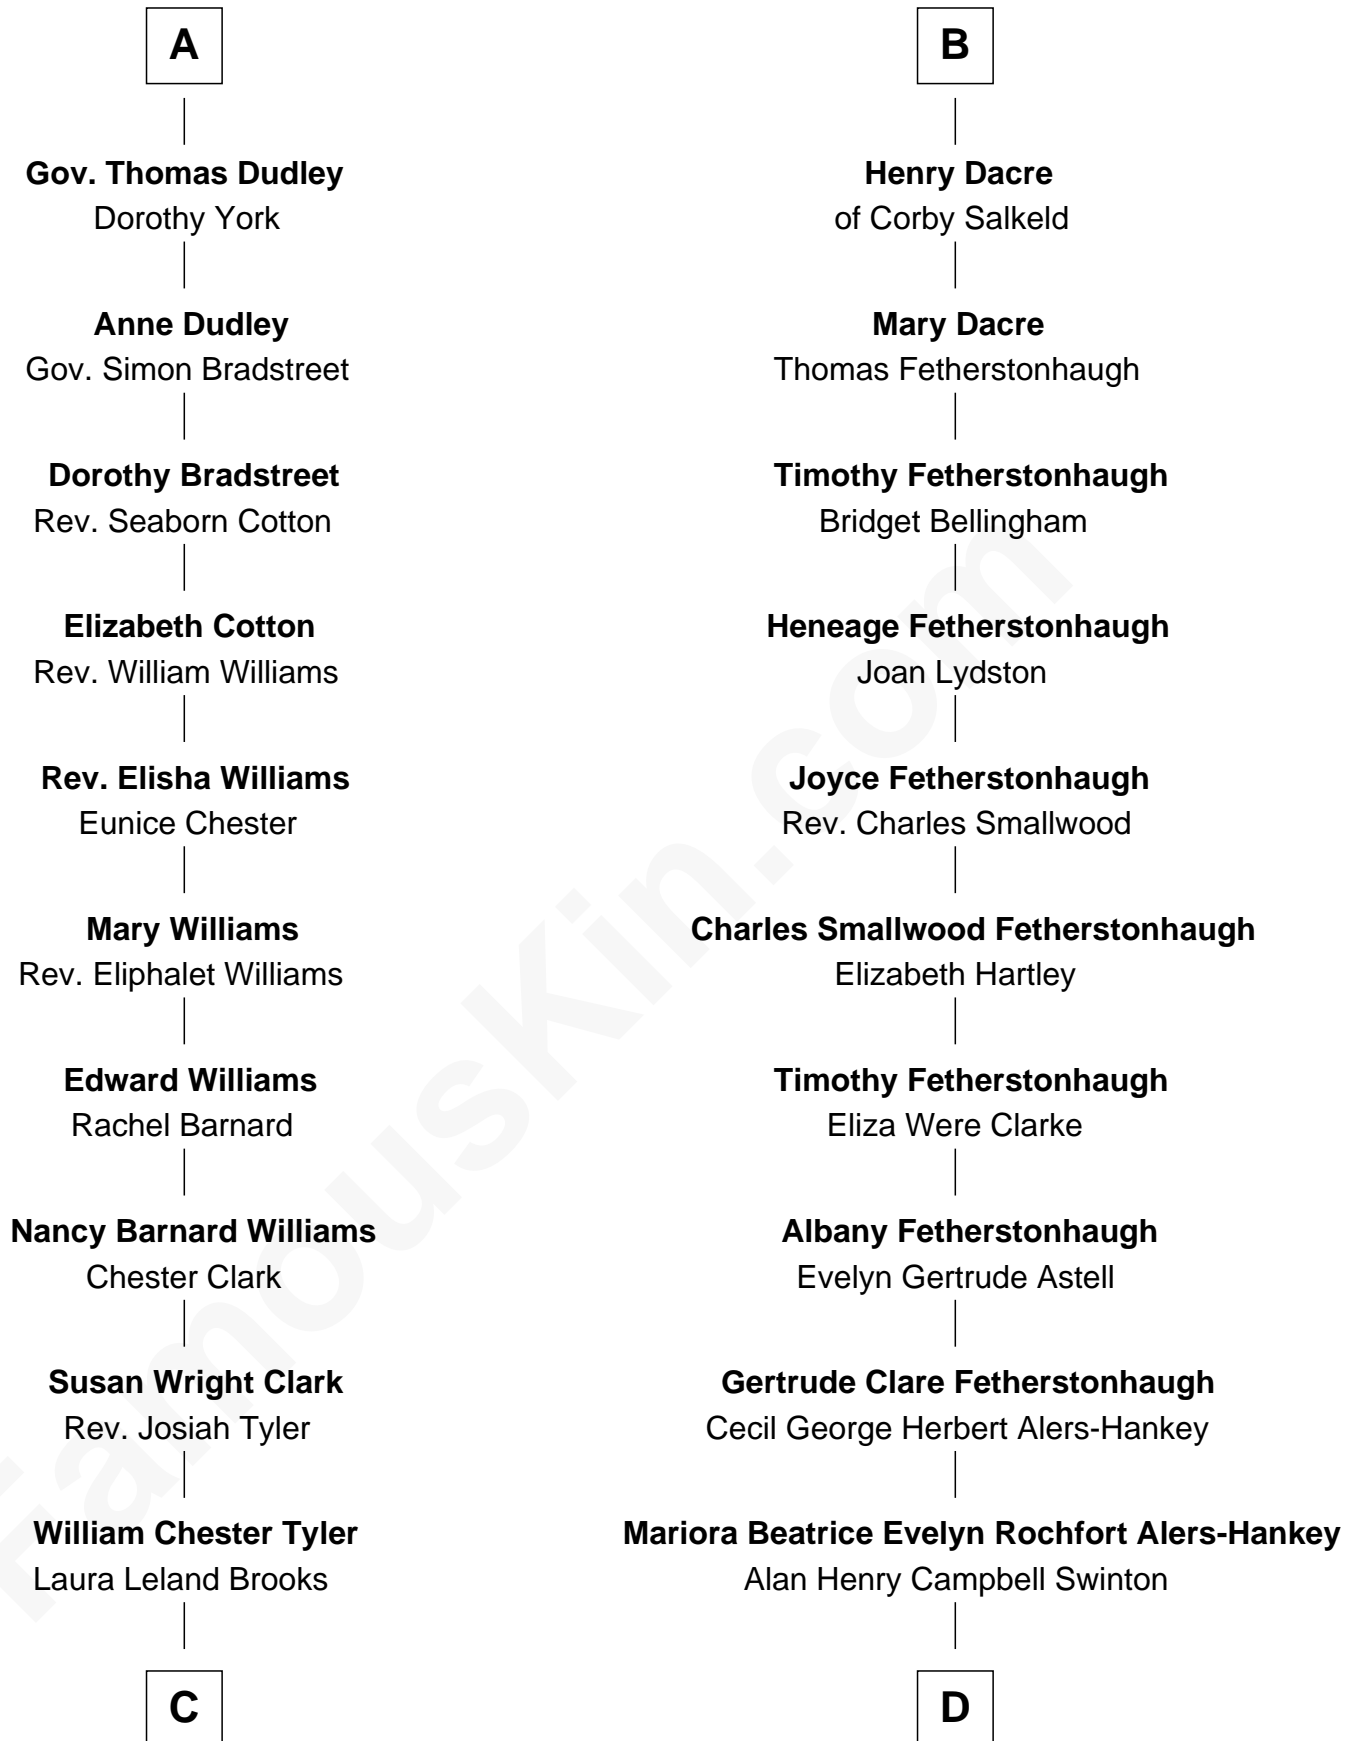 A
Gov. Thomas Dudley
Dorothy York
Anne Dudley
Gov. Simon Bradstreet
Dorothy Bradstreet
Rev. Seaborn Cotton
Elizabeth Cotton
Rev. William Williams
Rev. Elisha Williams
Eunice Chester
Mary Williams
Rev. Eliphalet Williams
Edward Williams
Rachel Barnard
Nancy Barnard Williams
Chester Clark
Susan Wright Clark
Rev. Josiah Tyler
William Chester Tyler
Laura Leland Brooks
C
B
Henry Dacre
of Corby Salkeld
Mary Dacre
Thomas Fetherstonhaugh
Timothy Fetherstonhaugh
Bridget Bellingham
Heneage Fetherstonhaugh
Joan Lydston
Joyce Fetherstonhaugh
Rev. Charles Smallwood
Charles Smallwood Fetherstonhaugh
Elizabeth Hartley
Timothy Fetherstonhaugh
Eliza Were Clarke
Albany Fetherstonhaugh
Evelyn Gertrude Astell
Gertrude Clare Fetherstonhaugh
Cecil George Herbert Alers-Hankey
Mariora Beatrice Evelyn Rochfort Alers-Hankey
Alan Henry Campbell Swinton
D
FamousKin.com